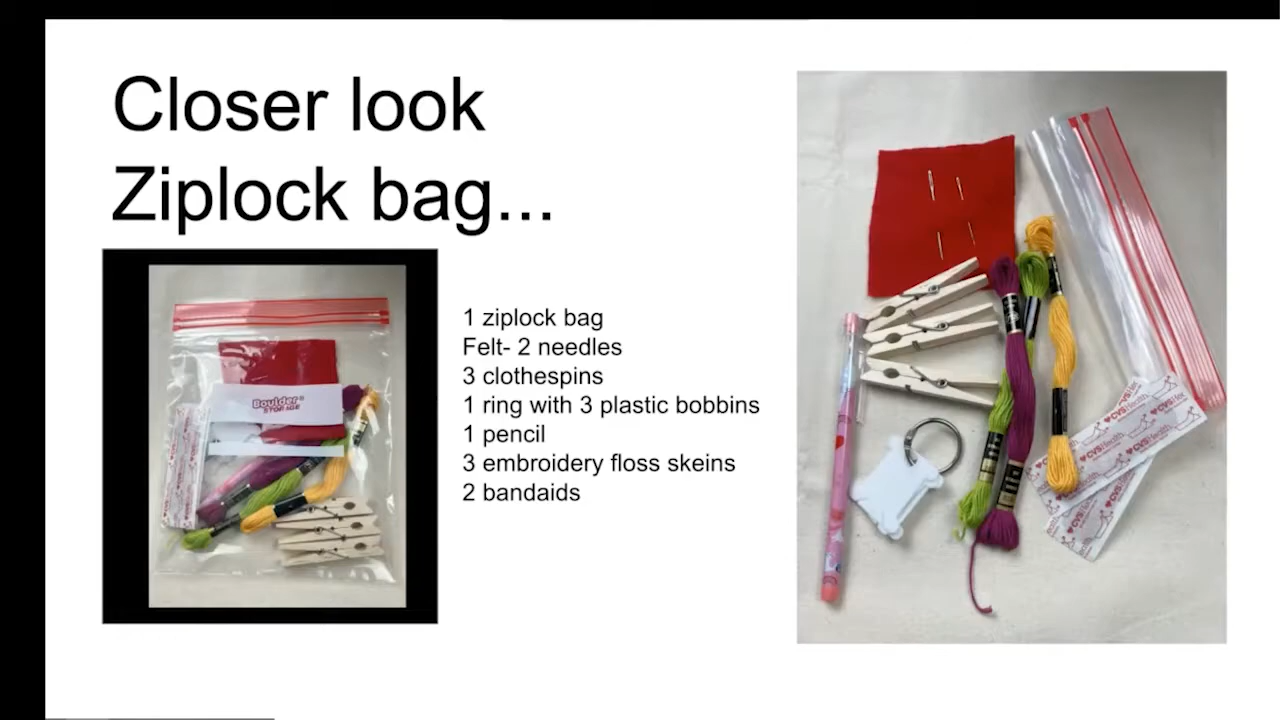 Closer look
Ziplock bag...
Boulder®
STORAGE
1 ziplock bag
Felt- 2 needles
3 clothespins
1 ring with 3 plastic bobbins
1 pencil
3 embroidery floss skeins
2 bandaids
CVSHealth